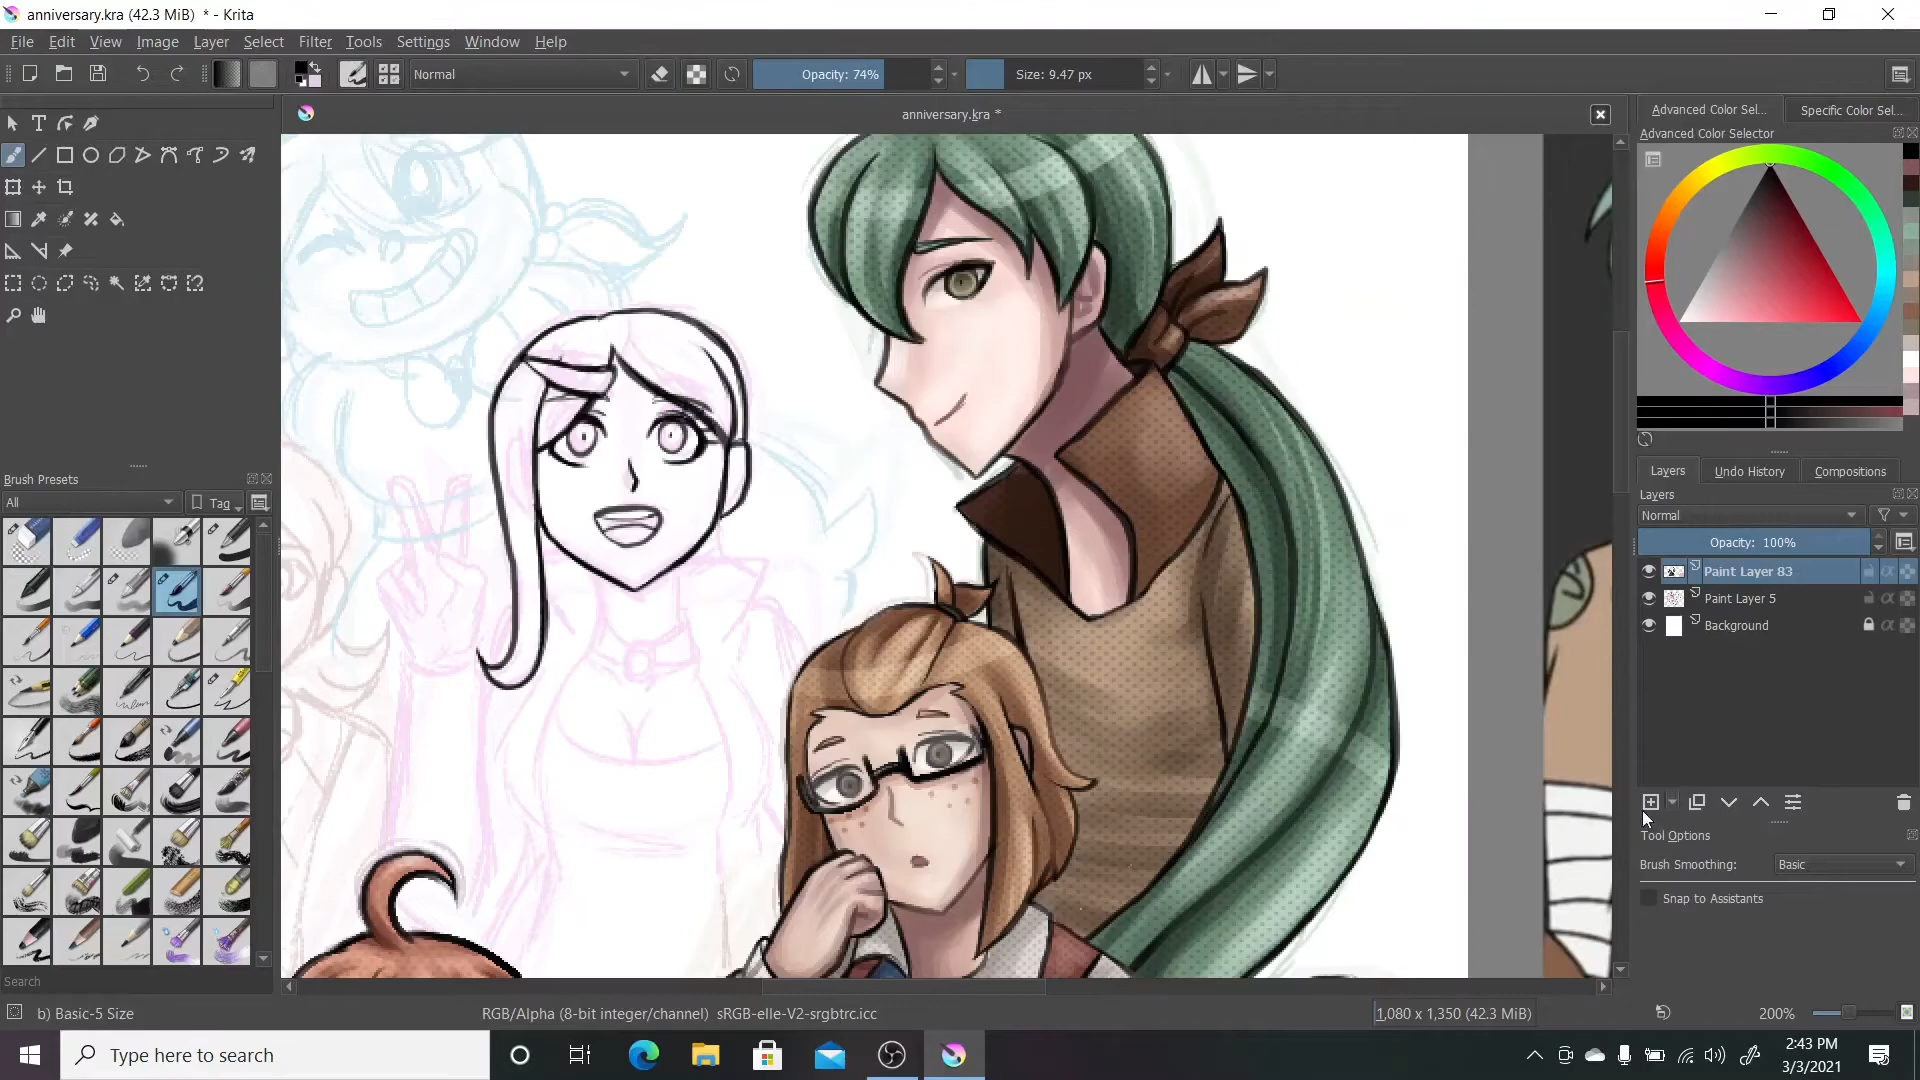 anniversary.kra (42.3 MiB)  * - Krita
File Edit View Image Layer Select Filter Tools Settings Window Help
Normal Opacity: 74% Size: 9.47 px
anniversary.kra *
Advanced Color Sel... Specific Color Sel...
Advanced Color Selector
Brush Presets
All Tag
Layers Undo History Compositions
Layers
Normal
Opacity: 100%
Paint Layer 83
Paint Layer 5
Background
Tool Options
Brush Smoothing: Basic
Snap to Assistants
Search
b) Basic-5 Size RGB/Alpha (8-bit integer/channel)  sRGB-elle-V2-srgbtrc.icc 1,080 x 1,350 (42.3 MiB) 200%
Type here to search
2:43 PM
3/3/2021